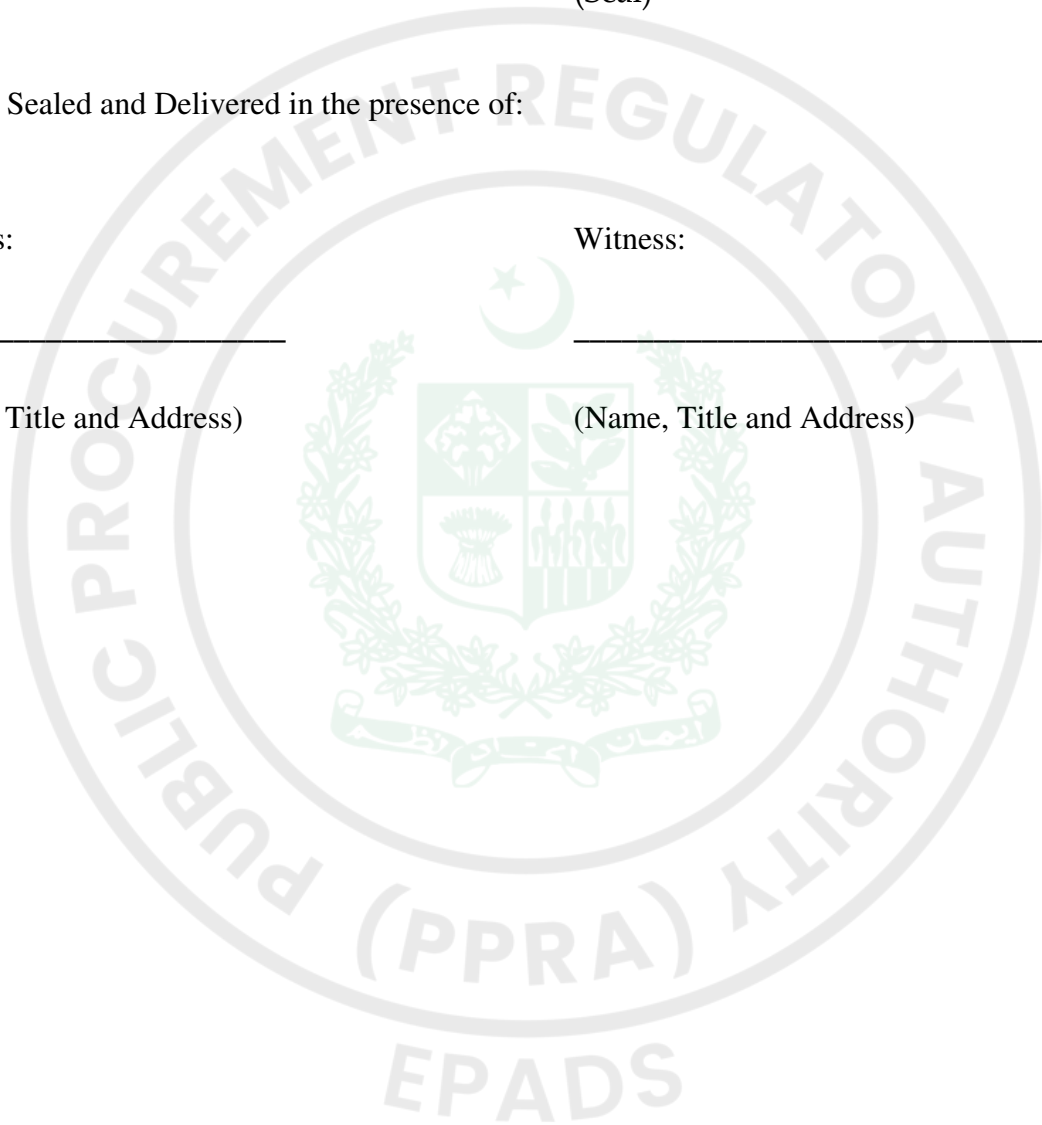 (Seal)
Sealed and Delivered in the presence of:
s: Witness:
Title and Address) (Name, Title and Address)
PUBLIC PROCUREMENT REGULATORY AUTHORITY
(PPRA)
EPADS